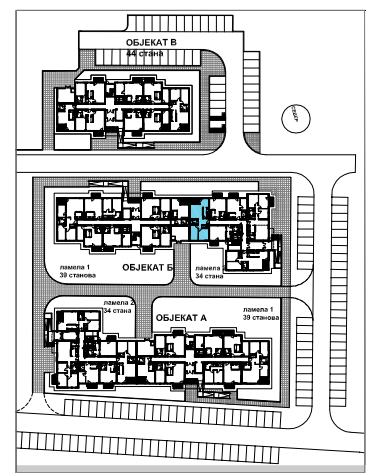 ОБЈЕКАТ В
44 стана
СЕВЕР
ламела 1
39 станова
ОБЈЕКАТ Б
ламела 2
34 стана
ламела 2
34 стана
ОБЈЕКАТ А
ламела 1
39 станова